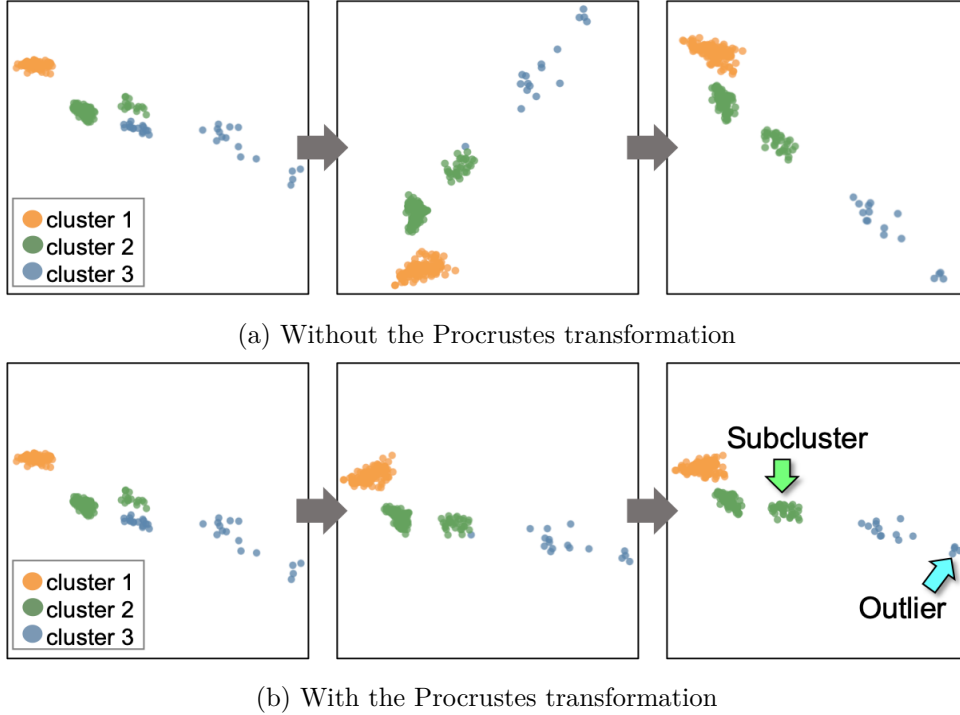 cluster 1
cluster 2
cluster 3
(a) Without the Procrustes transformation
Subcluster
cluster 1
cluster 2
cluster 3
Outlier
(b) With the Procrustes transformation